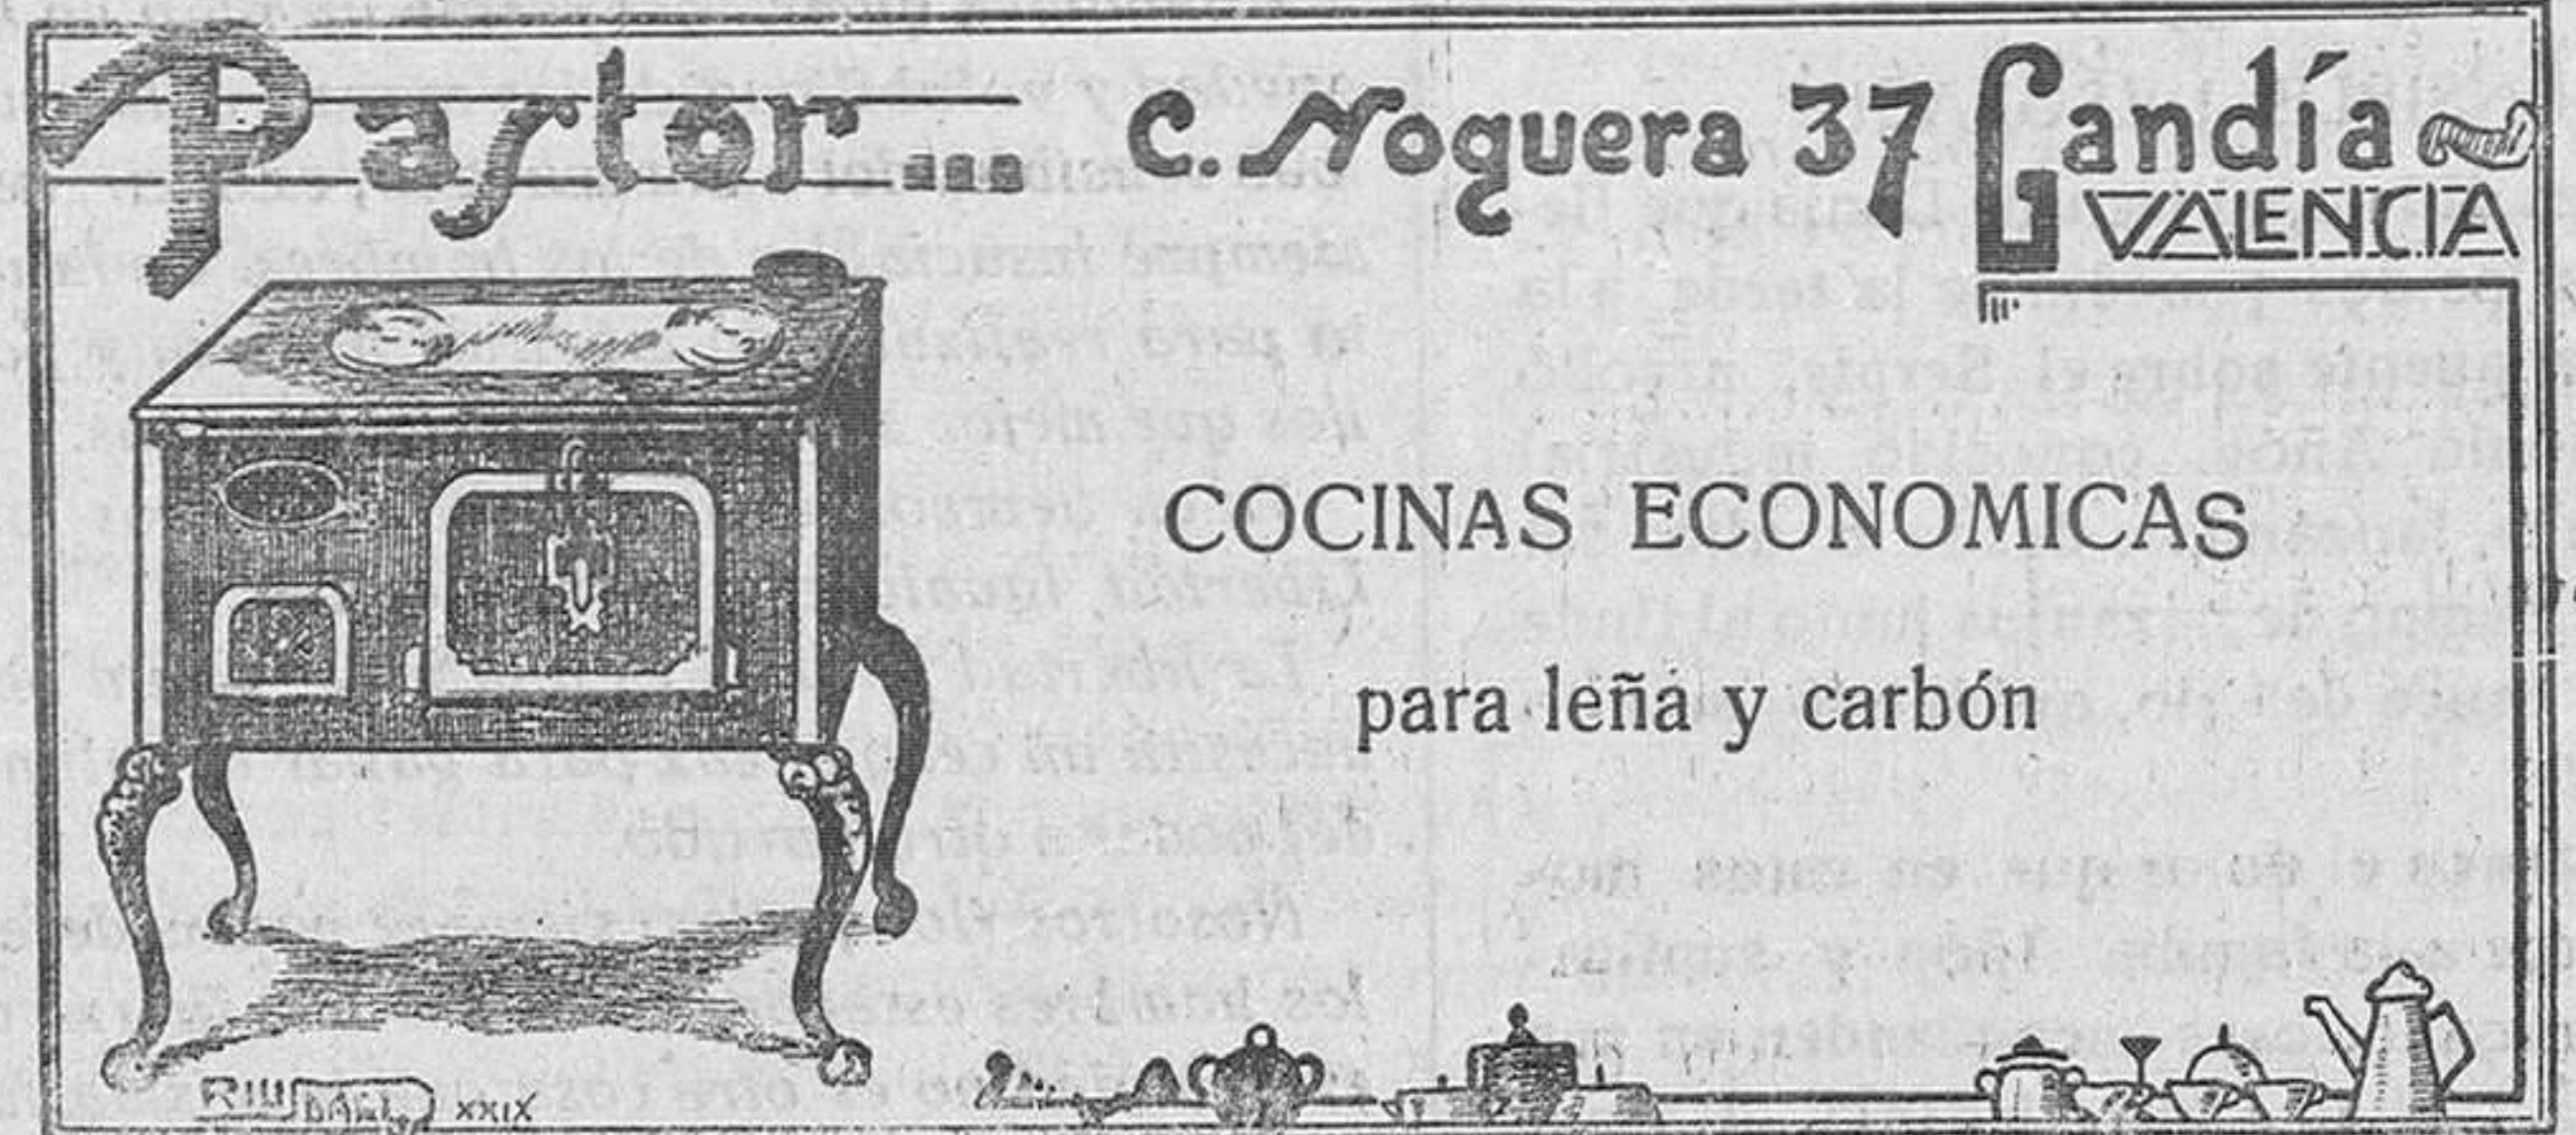 Pastor... C. Noguera 37 Gandía
VALENCIA
COCINAS ECONOMICAS
para leña y carbón
XXIX